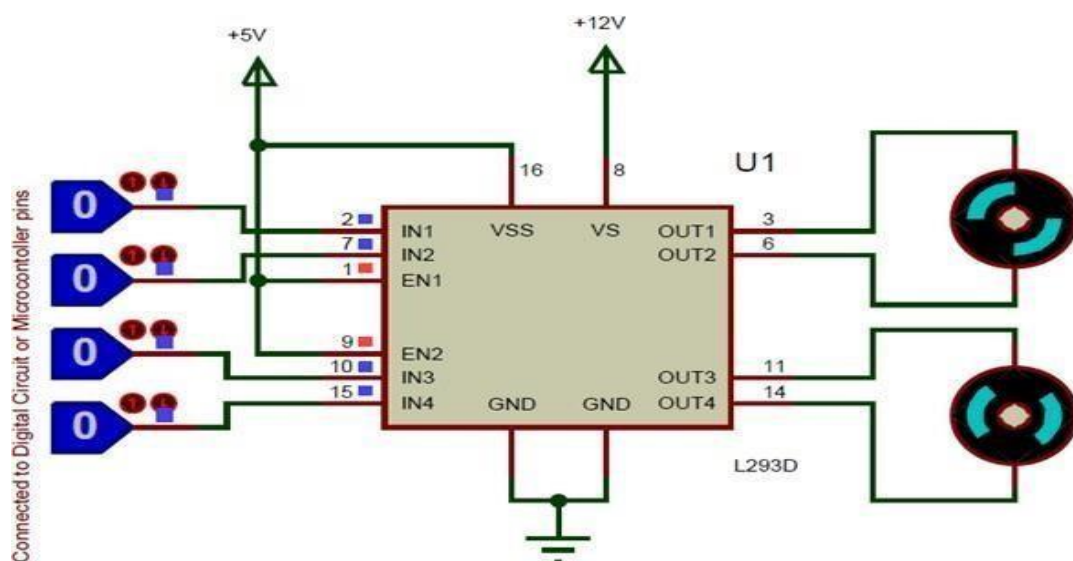 +5V
+12V
U1
16
8
0
2
IN1
VSS
VS
OUT1
3
7
IN2
OUT2
6
0
1
EN1
0
9
EN2
10
IN3
OUT3
11
15
IN4
GND
GND
OUT4
14
0
L293D
Connected to Digital Circuit or Microcontoller pins